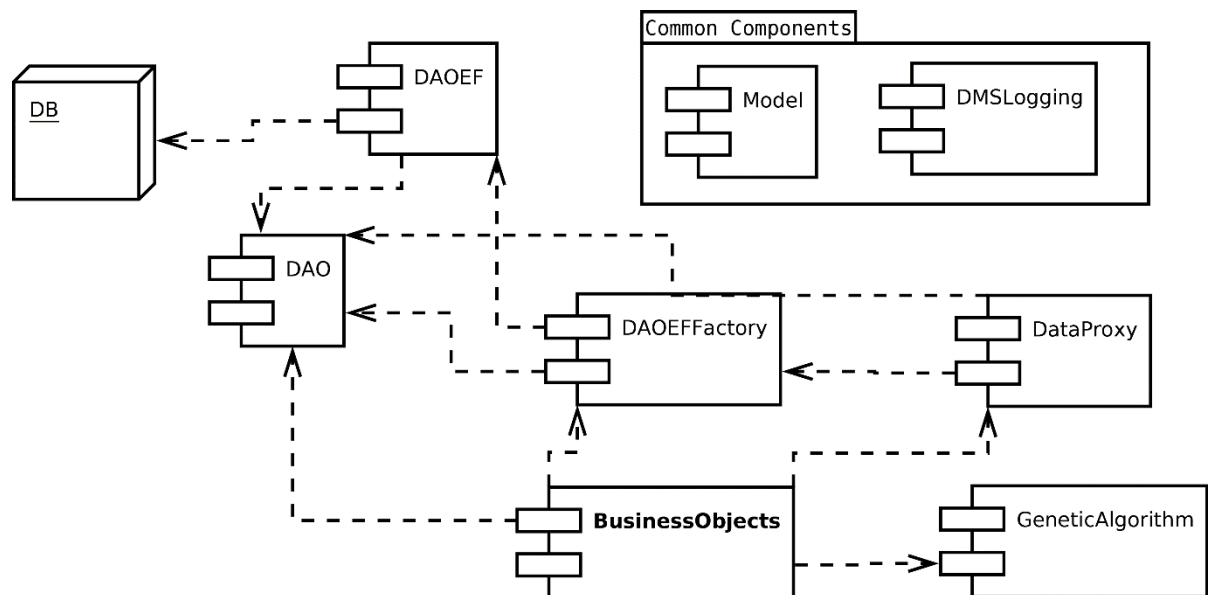 Common Components
DAOEF
DB
Model
DMSLogging
DAO
DAOEFFactory
DataProxy
BusinessObjects
GeneticAlgorithm